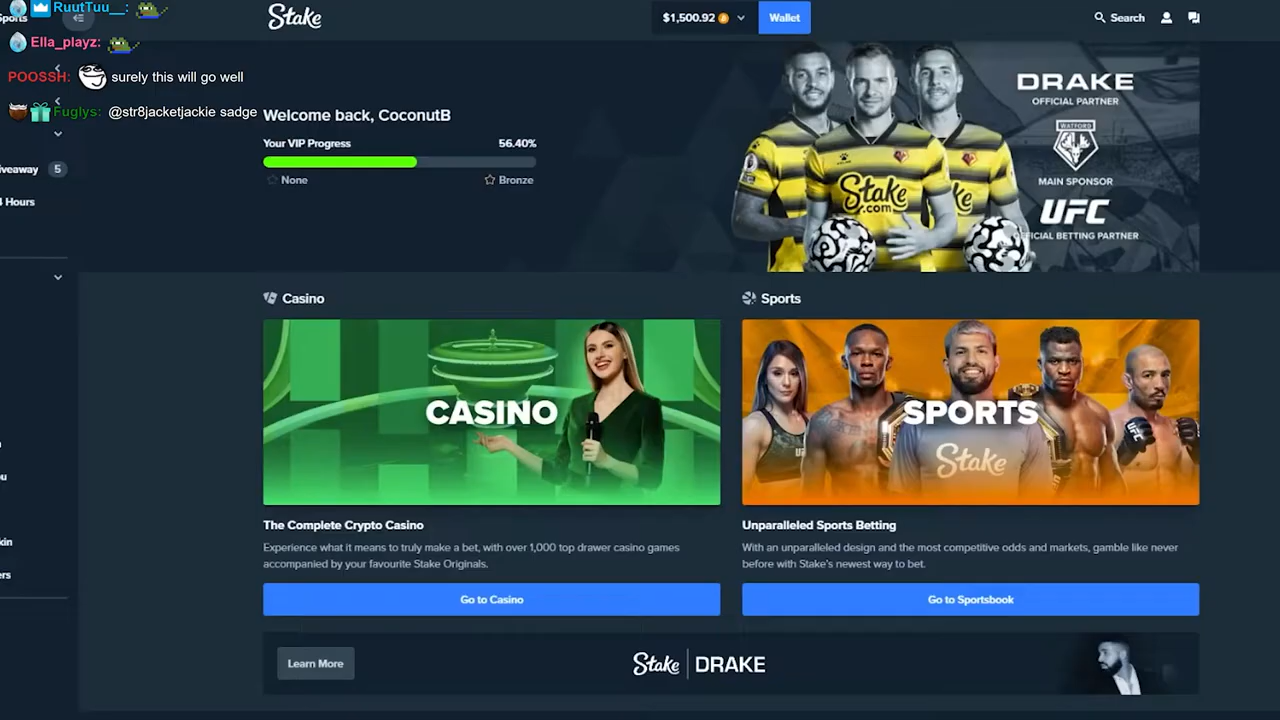 Sports
RuutTuu__:
Ella_playz:
POOSSH: surely this will go well
Fuglys: @str8jacketjackie sadge
iveaway 5
4 Hours
u
kin
ers
Stake
$1,500.92
Wallet
Search
Welcome back, CoconutB
Your VIP Progress 56.40%
None Bronze
Stake
.com
DRAKE
OFFICIAL PARTNER
WATFORD
MAIN SPONSOR
UFC
OFFICIAL BETTING PARTNER
Casino
CASINO
The Complete Crypto Casino
Experience what it means to truly make a bet, with over 1,000 top drawer casino games
accompanied by your favourite Stake Originals.
Go to Casino
Sports
SPORTS
Stake
UFC
Unparalleled Sports Betting
With an unparalleled design and the most competitive odds and markets, gamble like never
before with Stake's newest way to bet.
Go to Sportsbook
Learn More
Stake | DRAKE